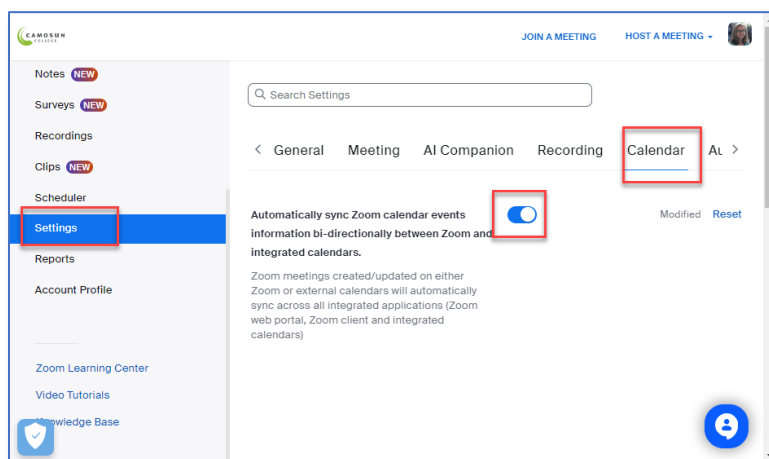 CAMOSUN
COLLEGE
JOIN A MEETING
HOST A MEETING
Notes NEW
Surveys NEW
Recordings
Clips NEW
Scheduler
Settings
Reports
Account Profile
Zoom Learning Center
Video Tutorials
Knowledge Base
Search Settings
General Meeting AI Companion Recording Calendar
Automatically sync Zoom calendar events
information bi-directionally between Zoom and
integrated calendars.
Modified Reset
Zoom meetings created/updated on either
Zoom or external calendars will automatically
sync across all integrated applications (Zoom
web portal, Zoom client and integrated
calendars)